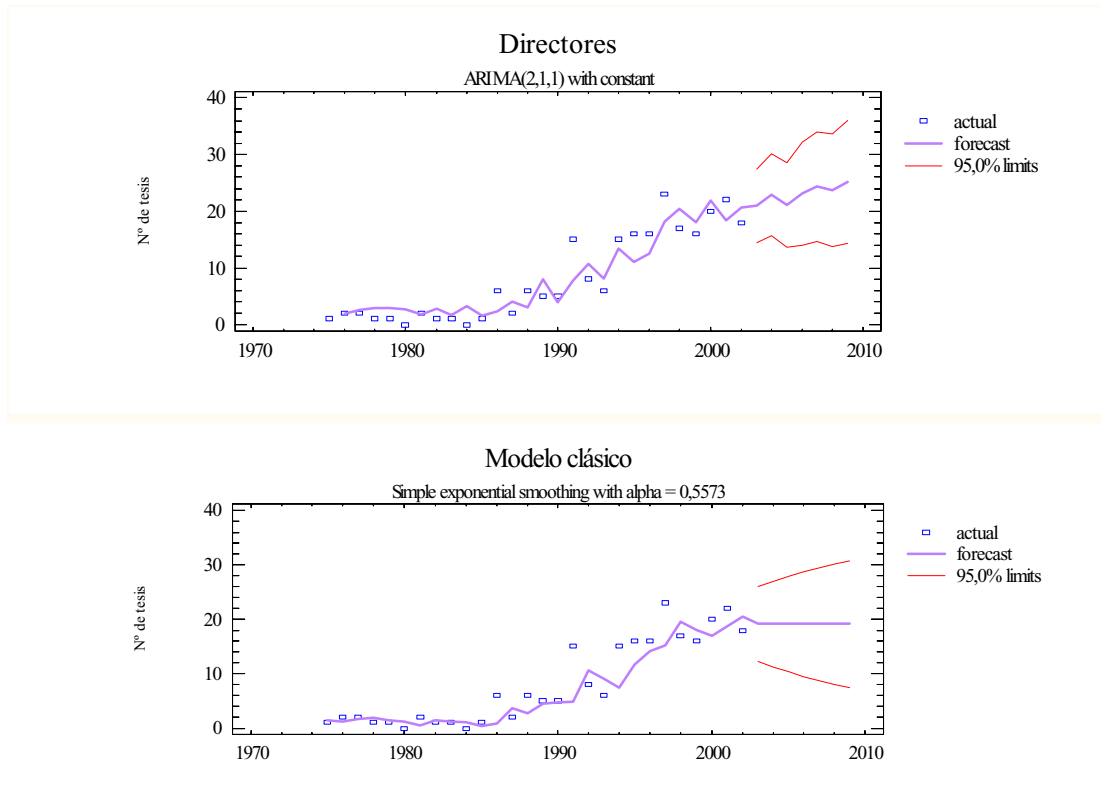 Directores
ARIMA(2,1,1) with constant
40
30
20
10
0
Nº de tesis
1970
1980
1990
2000
2010
actual
forecast
95,0% limits
Modelo clásico
Simple exponential smoothing with alpha = 0,5573
40
30
20
10
0
Nº de tesis
1970
1980
1990
2000
2010
actual
forecast
95,0% limits